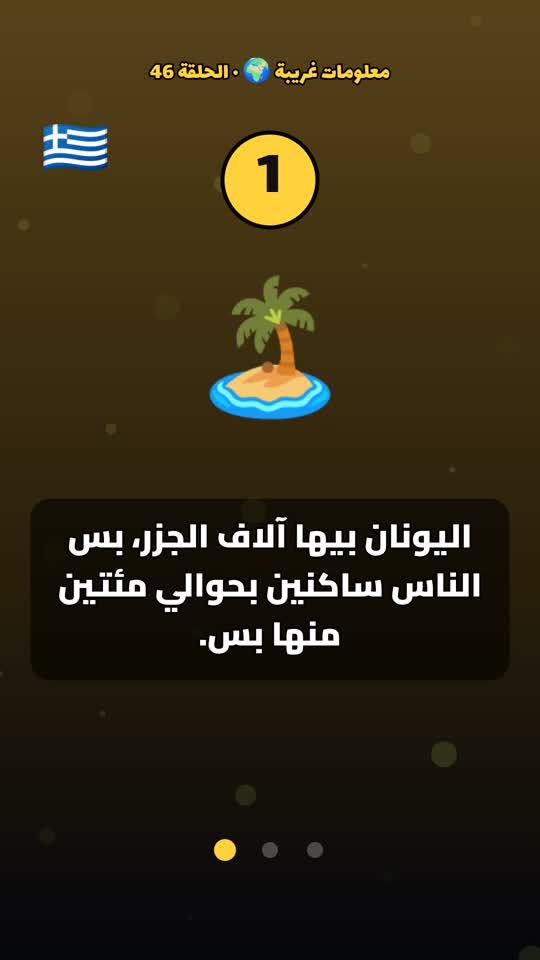 معلومات غريبة 🌍 • الحلقة 46
1
اليونان بيها آلاف الجزر، بس
الناس ساكنين بحوالي مئتين
منها بس.